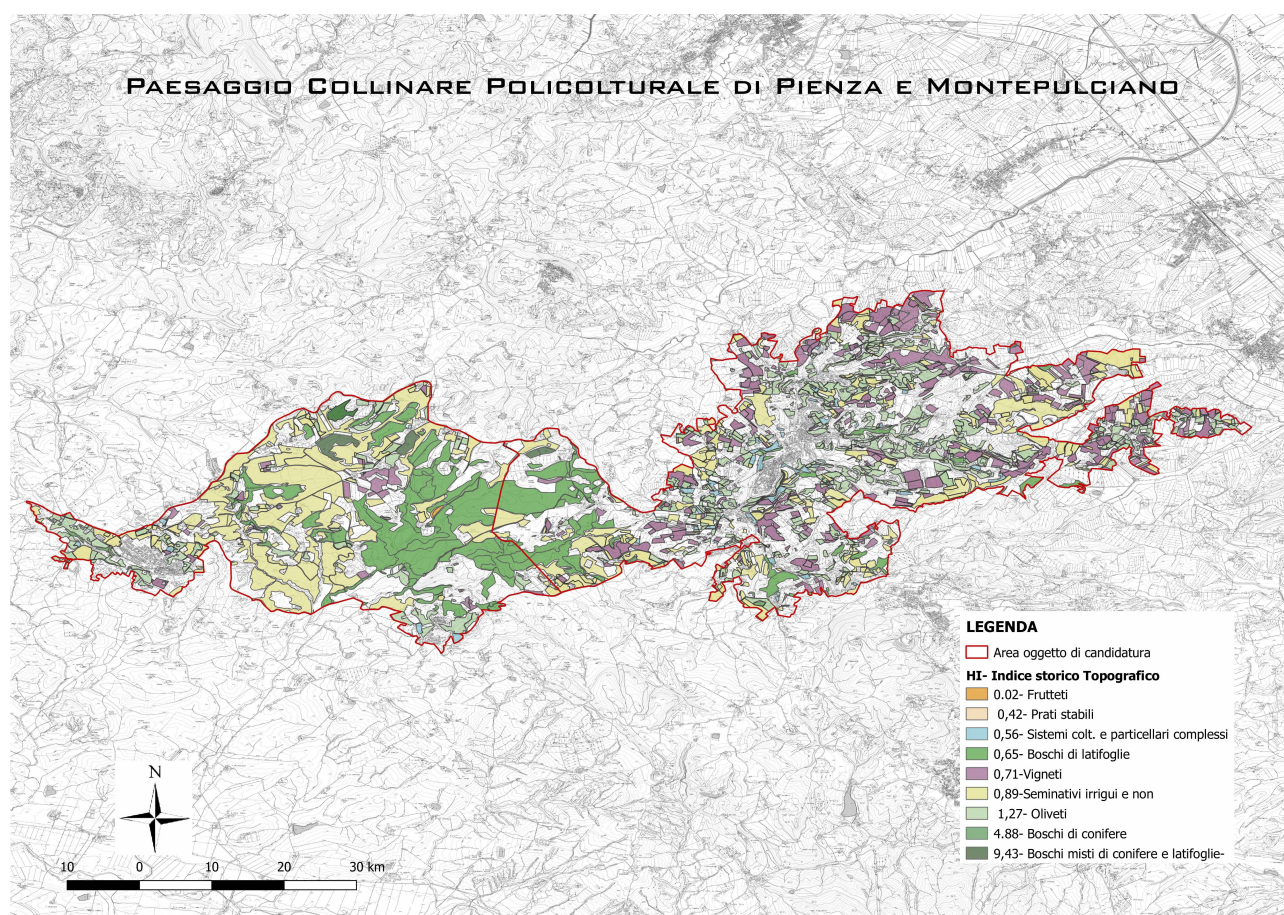 Paesaggio Collinare Policolturale di Pienza e Montepulciano
LEGENDA
Area oggetto di candidatura
HI- Indice storico Topografico
0.02- Frutteti
0,42- Prati stabili
0,56- Sistemi colt. e particellari complessi
0,65- Boschi di latifoglie
0,71-Vigneti
0,89-Seminativi irrigui e non
1,27- Oliveti
4.88- Boschi di conifere
9,43- Boschi misti di conifere e latifoglie-
N
10 0 10 20 30 km